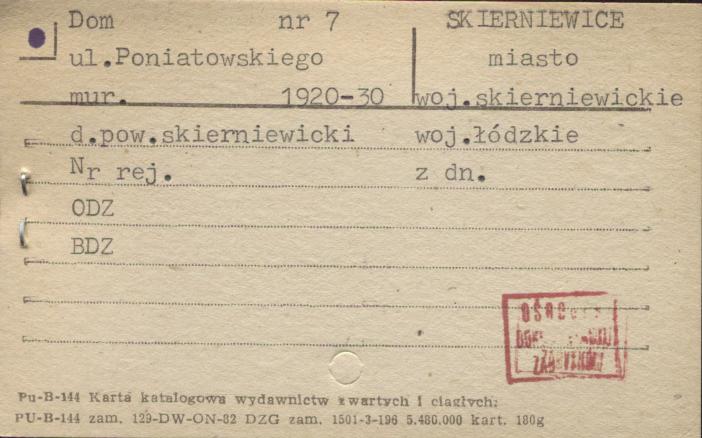 Dom nr 7 SKIERNIEWICE
ul.Poniatowskiego miasto
mur. 1920-30 woj.skierniewickie
d.pow.skierniewicki woj.łódzkie
Nr rej. z dn.
ODZ
BDZ
Pu-B-144 Karta katalogowa wydawnictw zwartych i ciągłych;
PU-B-144 zam. 129-DW-ON-82 DZG zam. 1501-3-196 5.480.000 kart. 180g